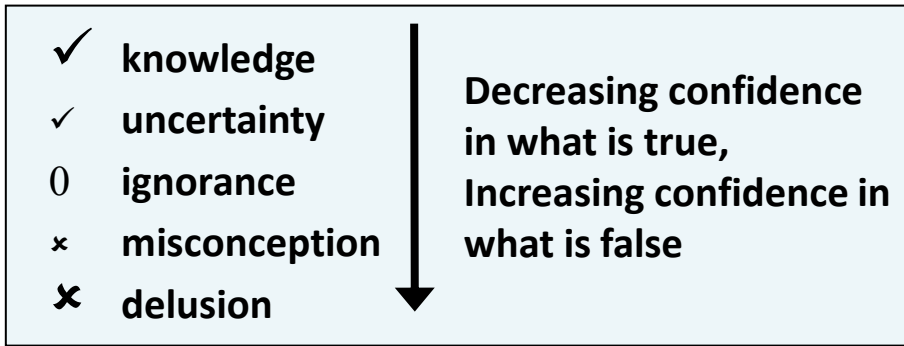 ✓ knowledge
✓ uncertainty
0 ignorance
✗ misconception
✗ delusion
Decreasing confidence
in what is true,
Increasing confidence in
what is false